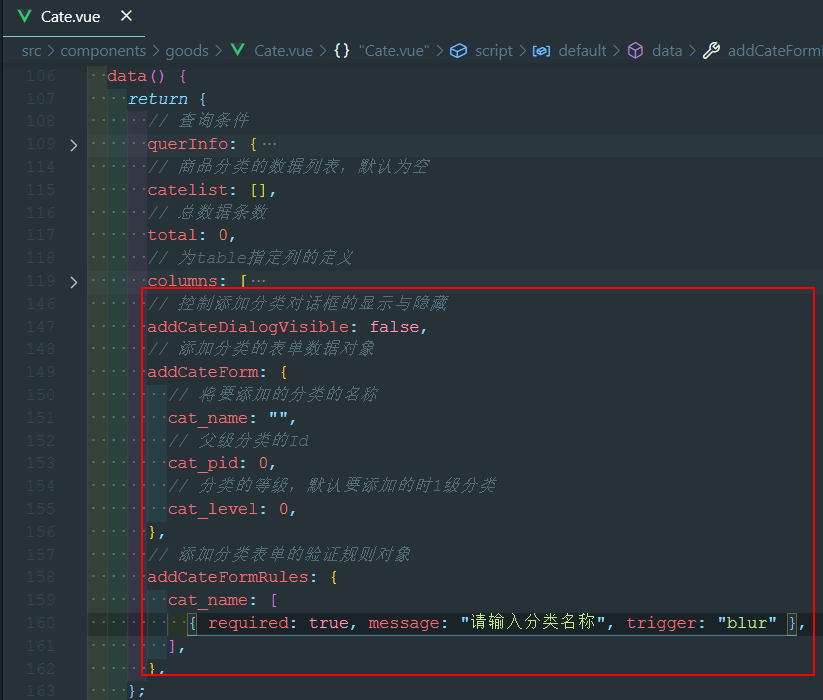 Cate.vue ×
src > components > goods > Cate.vue > {} "Cate.vue" > script > default > data > addCateForm
106 data() {
107 return {
108 // 查询条件
109 querInfo: { ...
114 // 商品分类的数据列表，默认为空
115 catelist: [],
116 // 总数据条数
117 total: 0,
118 // 为table指定列的定义
119 columns: [ ...
146 // 控制添加分类对话框的显示与隐藏
147 addCateDialogVisible: false,
148 // 添加分类的表单数据对象
149 addCateForm: {
150 // 将要添加的分类的名称
151 cat_name: "",
152 // 父级分类的Id
153 cat_pid: 0,
154 // 分类的等级，默认要添加的时1级分类
155 cat_level: 0,
156 },
157 // 添加分类表单的验证规则对象
158 addCateFormRules: {
159 cat_name: [
160 { required: true, message: "请输入分类名称", trigger: "blur" },
161 ],
162 },
163 };